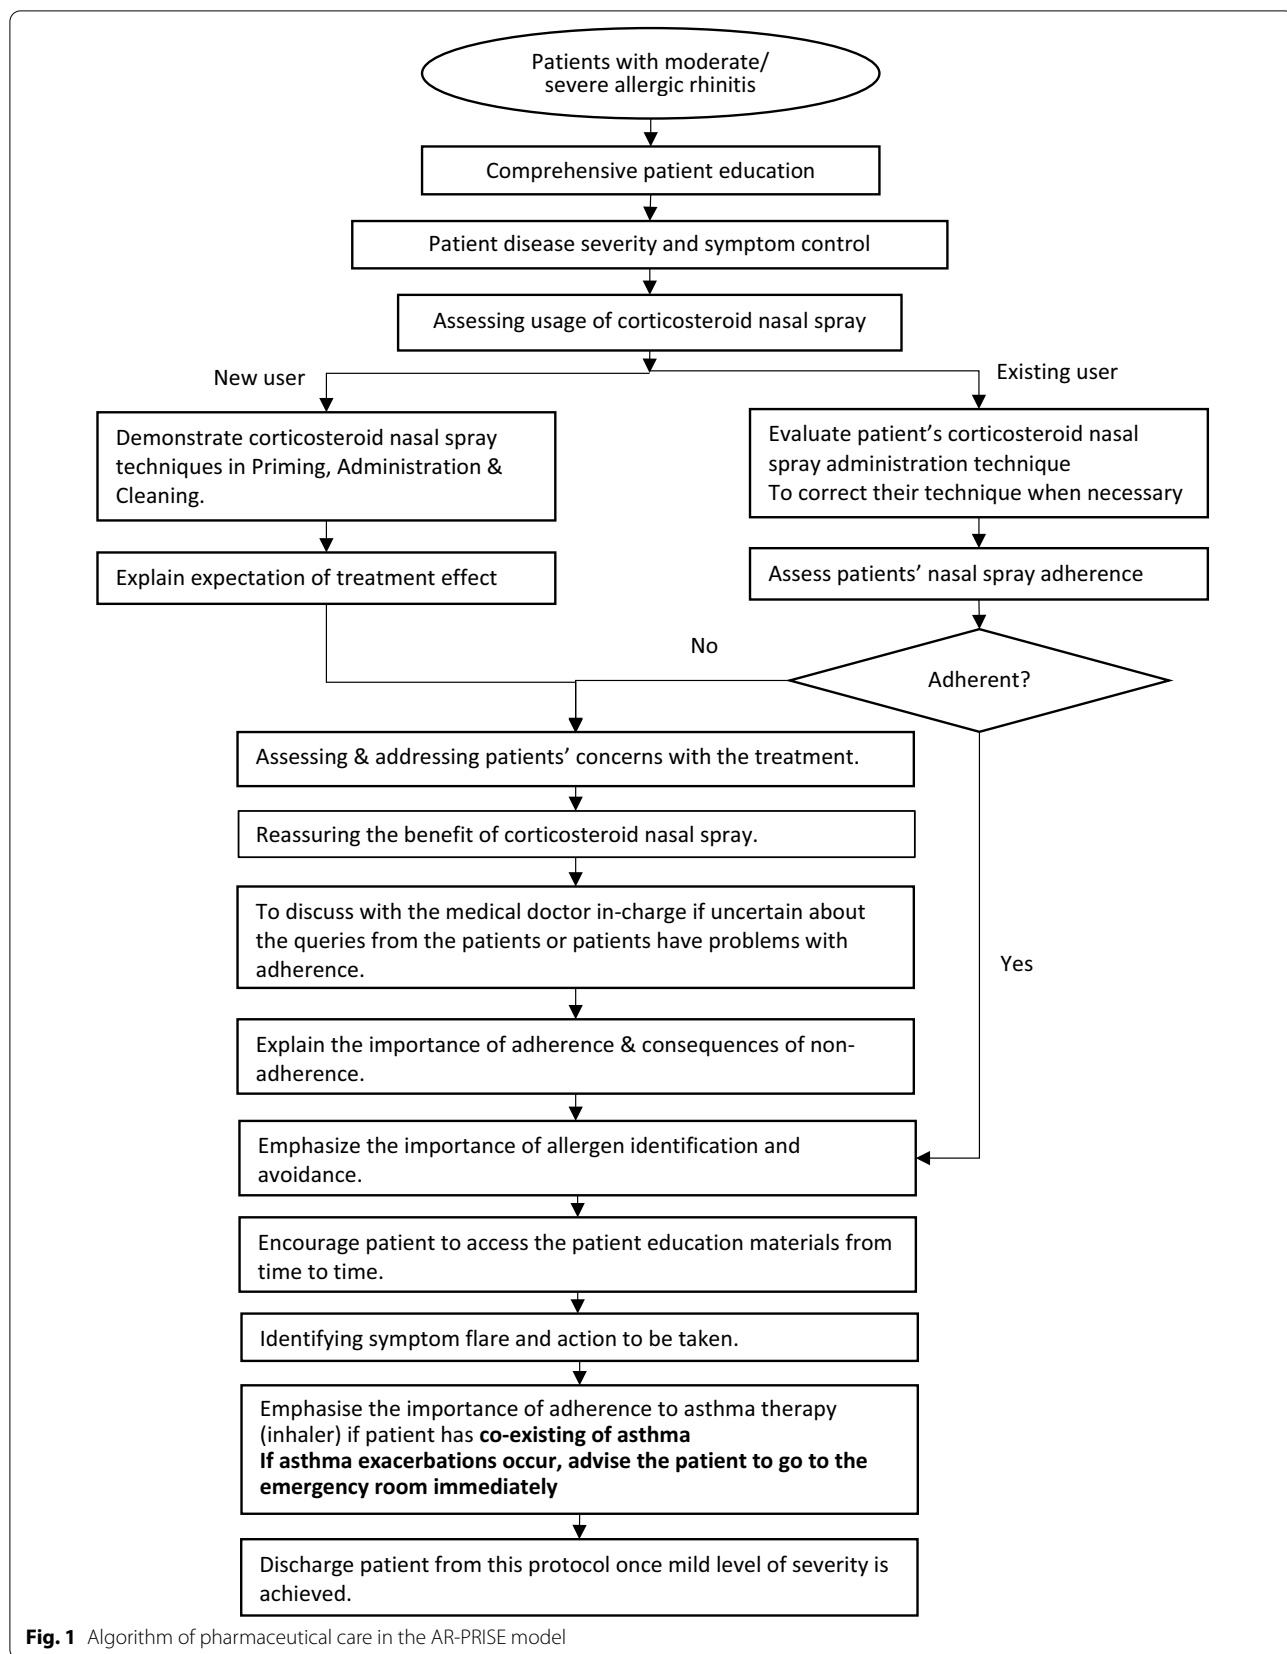 Patients with moderate/
severe allergic rhinitis
Comprehensive patient education
Patient disease severity and symptom control
Assessing usage of corticosteroid nasal spray
New user
Existing user
Demonstrate corticosteroid nasal spray
techniques in Priming, Administration &
Cleaning.
Explain expectation of treatment effect
Evaluate patient’s corticosteroid nasal
spray administration technique
To correct their technique when necessary
Assess patients’ nasal spray adherence
No
Adherent?
Assessing & addressing patients’ concerns with the treatment.
Reassuring the benefit of corticosteroid nasal spray.
To discuss with the medical doctor in-charge if uncertain about
the queries from the patients or patients have problems with
adherence.
Yes
Explain the importance of adherence & consequences of non-
adherence.
Emphasize the importance of allergen identification and
avoidance.
Encourage patient to access the patient education materials from
time to time.
Identifying symptom flare and action to be taken.
Emphasise the importance of adherence to asthma therapy
(inhaler) if patient has co-existing of asthma
If asthma exacerbations occur, advise the patient to go to the
emergency room immediately
Discharge patient from this protocol once mild level of severity is
achieved.
Fig. 1 Algorithm of pharmaceutical care in the AR-PRISE model